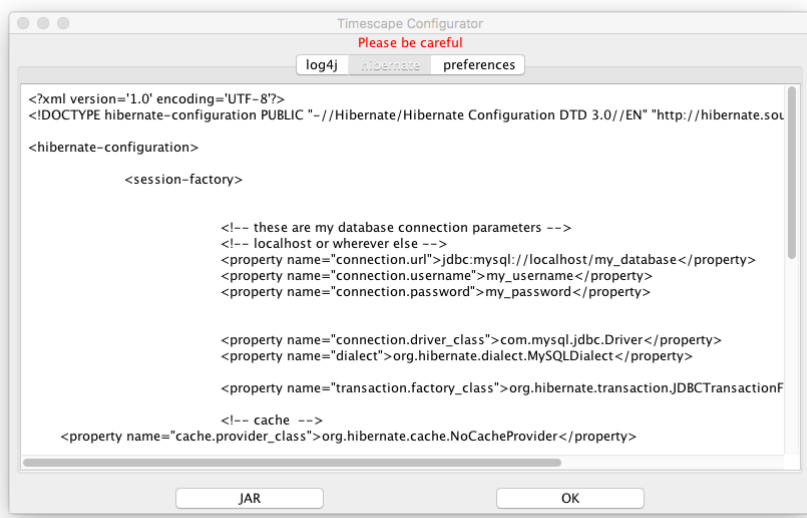 Timescape Configurator
Please be careful
log4j hibernate preferences
<?xml version='1.0' encoding='UTF-8'?>
<!DOCTYPE hibernate-configuration PUBLIC "-//Hibernate/Hibernate Configuration DTD 3.0//EN" "http://hibernate.sou
<hibernate-configuration>
<session-factory>
<!-- these are my database connection parameters -->
<!-- localhost or wherever else -->
<property name="connection.url">jdbc:mysql://localhost/my_database</property>
<property name="connection.username">my_username</property>
<property name="connection.password">my_password</property>
<property name="connection.driver_class">com.mysql.jdbc.Driver</property>
<property name="dialect">org.hibernate.dialect.MySQLDialect</property>
<property name="transaction.factory_class">org.hibernate.transaction.JDBCTransactionF
<!-- cache  -->
<property name="cache.provider_class">org.hibernate.cache.NoCacheProvider</property>
JAR OK